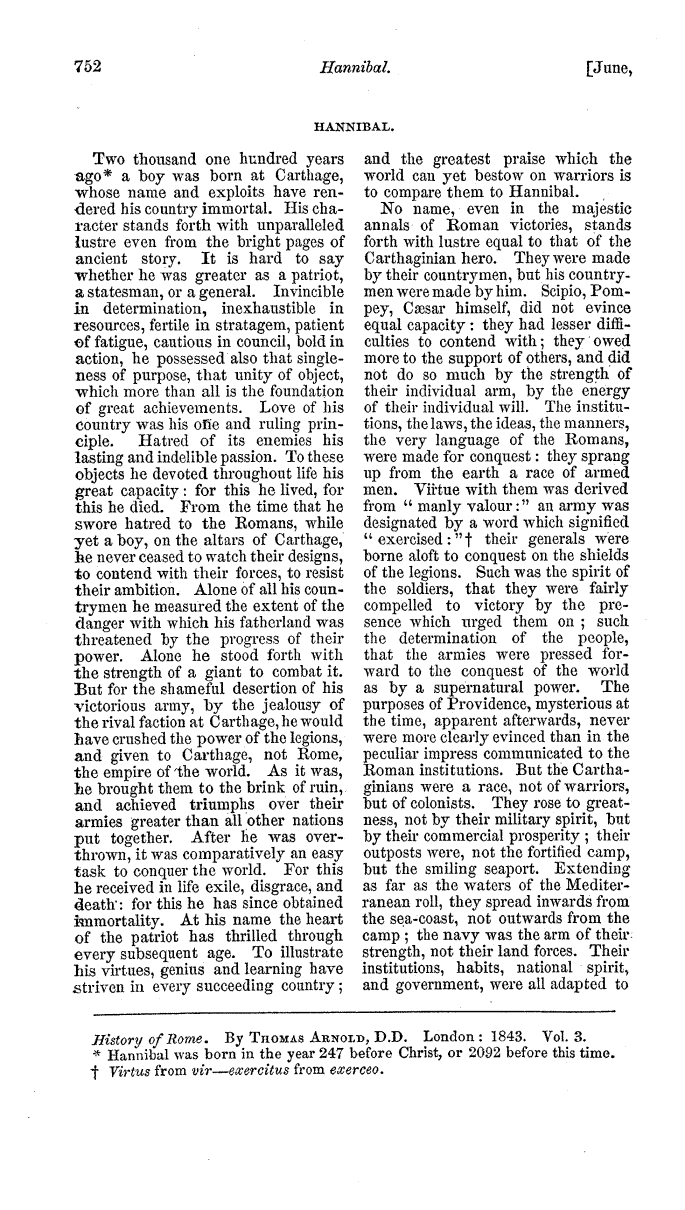 752
Hannibal.
[June,
HANNIBAL.
Two thousand one hundred years
ago* a boy was born at Carthage,
whose name and exploits have ren-
dered his country immortal. His cha-
racter stands forth with unparalleled
lustre even from the bright pages of
ancient story. It is hard to say
whether he was greater as a patriot,
a statesman, or a general. Invincible
in determination, inexhaustible in
resources, fertile in stratagem, patient
of fatigue, cautious in council, bold in
action, he possessed also that single-
ness of purpose, that unity of object,
which more than all is the foundation
of great achievements. Love of his
country was his one and ruling prin-
ciple. Hatred of its enemies his
lasting and indelible passion. To these
objects he devoted throughout life his
great capacity: for this he lived, for
this he died. From the time that he
swore hatred to the Romans, while
yet a boy, on the altars of Carthage,
he never ceased to watch their designs,
to contend with their forces, to resist
their ambition. Alone of all his coun-
trymen he measured the extent of the
danger with which his fatherland was
threatened by the progress of their
power. Alone he stood forth with
the strength of a giant to combat it.
But for the shameful desertion of his
victorious army, by the jealousy of
the rival faction at Carthage, he would
have crushed the power of the legions,
and given to Carthage, not Rome,
the empire of the world. As it was,
he brought them to the brink of ruin,
and achieved triumphs over their
armies greater than all other nations
put together. After he was over-
thrown, it was comparatively an easy
task to conquer the world. For this
he received in life exile, disgrace, and
death: for this he has since obtained
immortality. At his name the heart
of the patriot has thrilled through
every subsequent age. To illustrate
his virtues, genius and learning have
striven in every succeeding country;
and the greatest praise which the
world can yet bestow on warriors is
to compare them to Hannibal.
No name, even in the majestic
annals of Roman victories, stands
forth with lustre equal to that of the
Carthaginian hero. They were made
by their countrymen, but his country-
men were made by him. Scipio, Pom-
pey, Cæsar himself, did not evince
equal capacity: they had lesser diffi-
culties to contend with; they owed
more to the support of others, and did
not do so much by the strength of
their individual arm, by the energy
of their individual will. The institu-
tions, the laws, the ideas, the manners,
the very language of the Romans,
were made for conquest: they sprang
up from the earth a race of armed
men. Virtue with them was derived
from "manly valour:" an army was
designated by a word which signified
"exercised:"† their generals were
borne aloft to conquest on the shields
of the legions. Such was the spirit of
the soldiers, that they were fairly
compelled to victory by the pre-
sence which urged them on; such
the determination of the people,
that the armies were pressed for-
ward to the conquest of the world
as by a supernatural power. The
purposes of Providence, mysterious at
the time, apparent afterwards, never
were more clearly evinced than in the
peculiar impress communicated to the
Roman institutions. But the Cartha-
ginians were a race, not of warriors,
but of colonists. They rose to great-
ness, not by their military spirit, but
by their commercial prosperity; their
outposts were, not the fortified camp,
but the smiling seaport. Extending
as far as the waters of the Mediter-
ranean roll, they spread inwards from
the sea-coast, not outwards from the
camp; the navy was the arm of their
strength, not their land forces. Their
institutions, habits, national spirit,
and government, were all adapted to
History of Rome. By THOMAS ARNOLD, D.D. London: 1843. Vol. 3.
* Hannibal was born in the year 247 before Christ, or 2092 before this time.
† Virtus from vir—exercitus from exerceo.